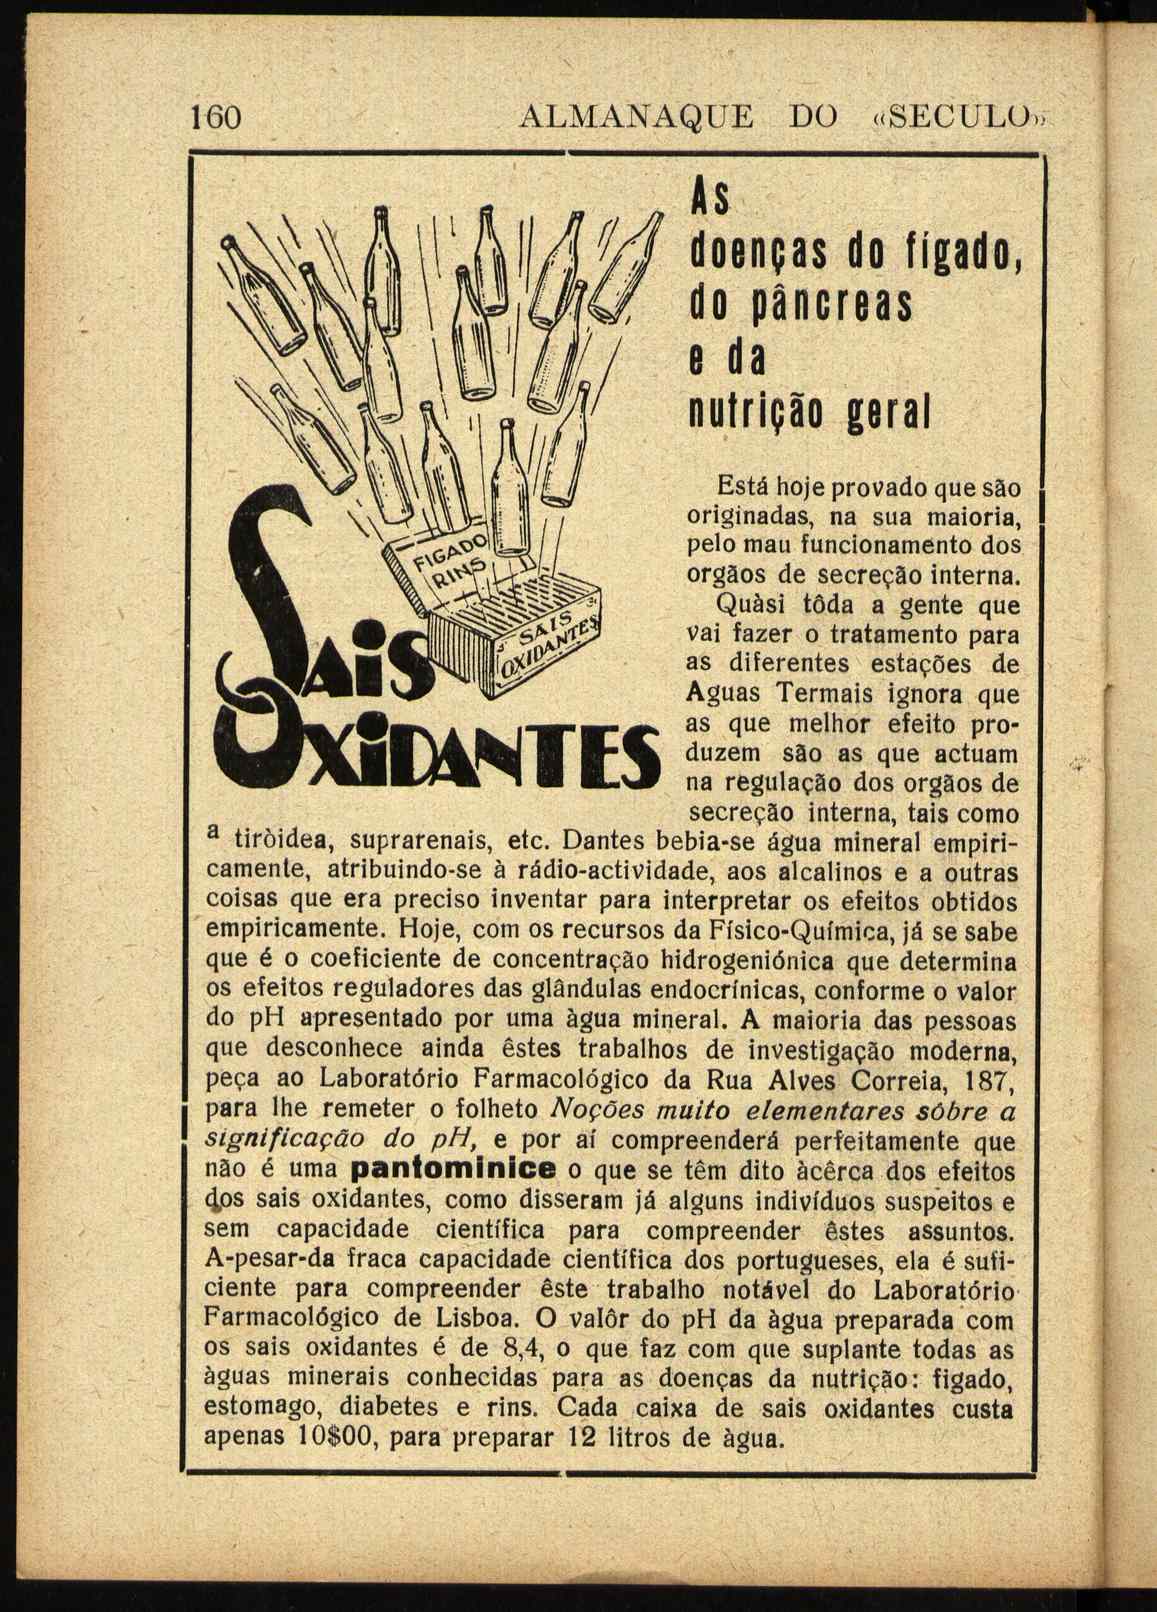 160
ALMANAQUE DO «SECULO»
As
doenças do fígado,
do pâncreas
e da
nutrição geral
FIGADO
RINS
SAIS
OXIDANTES
SAiS
OXiDANTES
Está hoje provado que são
originadas, na sua maioria,
pelo mau funcionamento dos
orgãos de secreção interna.
Quàsi tôda a gente que
vai fazer o tratamento para
as diferentes estações de
Aguas Termais ignora que
as que melhor efeito pro-
duzem são as que actuam
na regulação dos orgãos de
secreção interna, tais como
a tiròidea, suprarenais, etc. Dantes bebia-se água mineral empiri-
camente, atribuindo-se à rádio-actividade, aos alcalinos e a outras
coisas que era preciso inventar para interpretar os efeitos obtidos
empiricamente. Hoje, com os recursos da Físico-Química, já se sabe
que é o coeficiente de concentração hidrogeniónica que determina
os efeitos reguladores das glândulas endocrínicas, conforme o valor
do pH apresentado por uma àgua mineral. A maioria das pessoas
que desconhece ainda êstes trabalhos de investigação moderna,
peça ao Laboratório Farmacológico da Rua Alves Correia, 187,
para lhe remeter o folheto Noções muito elementares sôbre a
significação do pH, e por aí compreenderá perfeitamente que
não é uma pantominice o que se têm dito àcêrca dos efeitos
dos sais oxidantes, como disseram já alguns indivíduos suspeitos e
sem capacidade científica para compreender êstes assuntos.
A-pesar-da fraca capacidade científica dos portugueses, ela é sufi-
ciente para compreender êste trabalho notável do Laboratório
Farmacológico de Lisboa. O valôr do pH da àgua preparada com
os sais oxidantes é de 8,4, o que faz com que suplante todas as
àguas minerais conhecidas para as doenças da nutrição: figado,
estomago, diabetes e rins. Cada caixa de sais oxidantes custa
apenas 10$00, para preparar 12 litros de àgua.